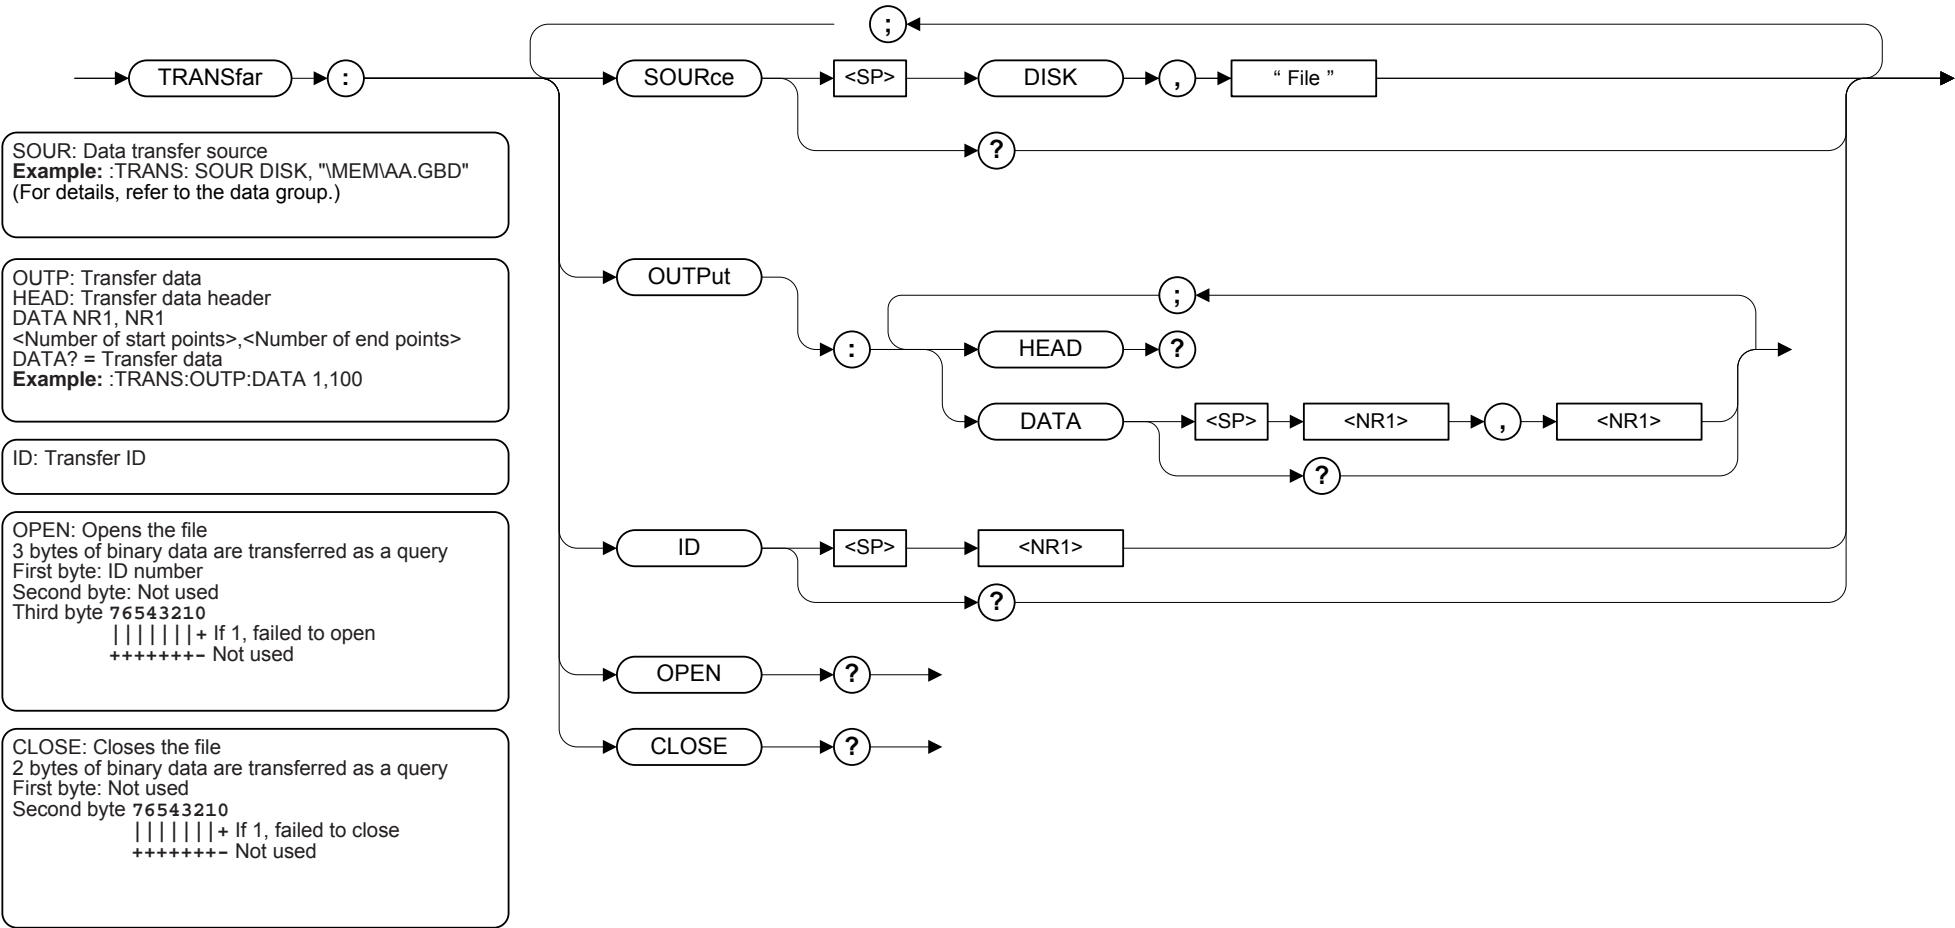 ;
TRANSfar : SOURce <SP> DISK , “ File ”
?
SOUR: Data transfer source
Example: :TRANS: SOUR DISK, "\MEM\AA.GBD"
(For details, refer to the data group.)
OUTPut
;
: HEAD ?
DATA <SP> <NR1> , <NR1>
?
OUTP: Transfer data
HEAD: Transfer data header
DATA NR1, NR1
<Number of start points>,<Number of end points>
DATA? = Transfer data
Example: :TRANS:OUTP:DATA 1,100
ID: Transfer ID
ID <SP> <NR1>
?
OPEN: Opens the file
3 bytes of binary data are transferred as a query
First byte: ID number
Second byte: Not used
Third byte 76543210
|||||||+ If 1, failed to open
+++++++- Not used
OPEN ?
CLOSE ?
CLOSE: Closes the file
2 bytes of binary data are transferred as a query
First byte: Not used
Second byte 76543210
|||||||+ If 1, failed to close
+++++++- Not used